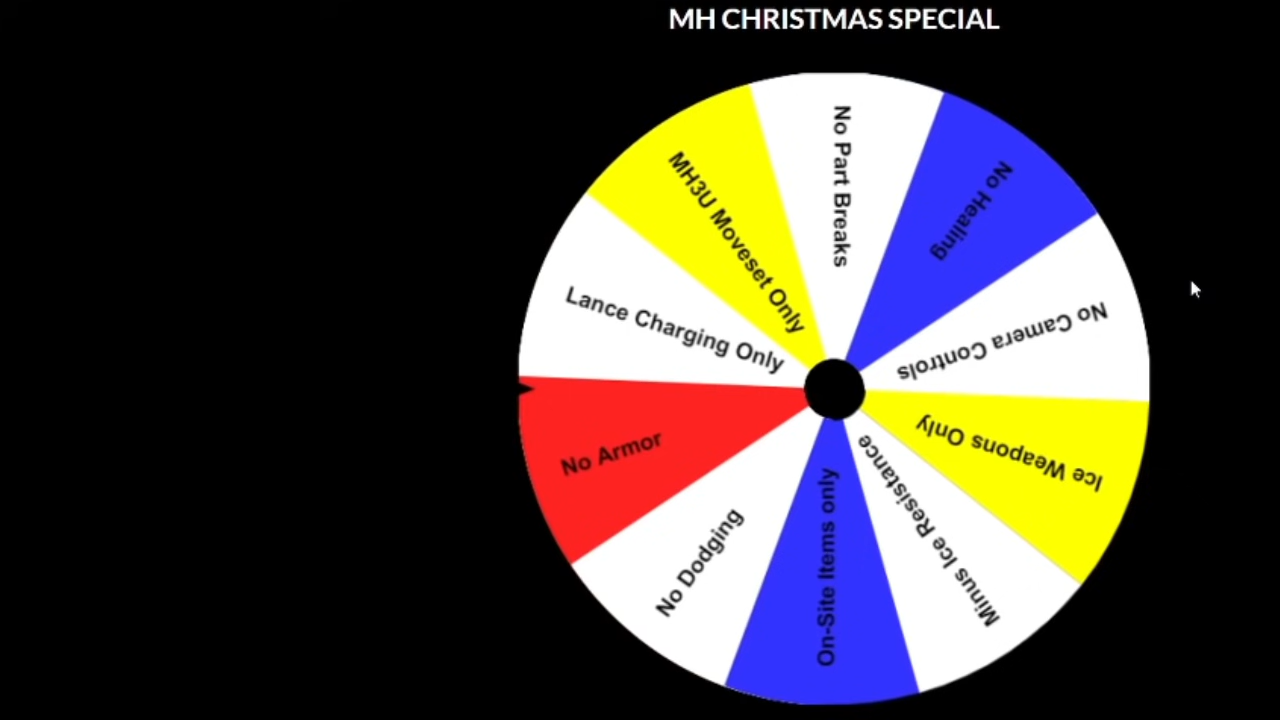 MH CHRISTMAS SPECIAL
No Part Breaks
No Healing
No Camera Controls
Ice Weapons Only
Minus Ice Resistance
On-Site Items only
No Dodging
No Armor
Lance Charging Only
MH3U Moveset Only